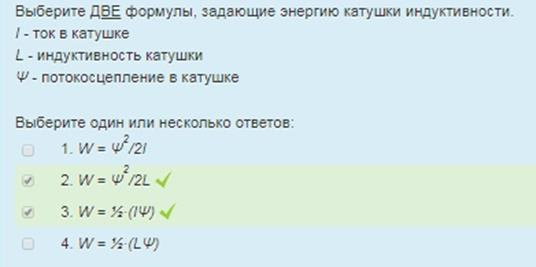 Выберите ДВЕ формулы, задающие энергию катушки индуктивности.
I - ток в катушке
L - индуктивность катушки
Ψ - потокосцепление в катушке
Выберите один или несколько ответов:
1. W = Ψ²/2I
2. W = Ψ²/2L
3. W = ½·(IΨ)
4. W = ½·(LΨ)